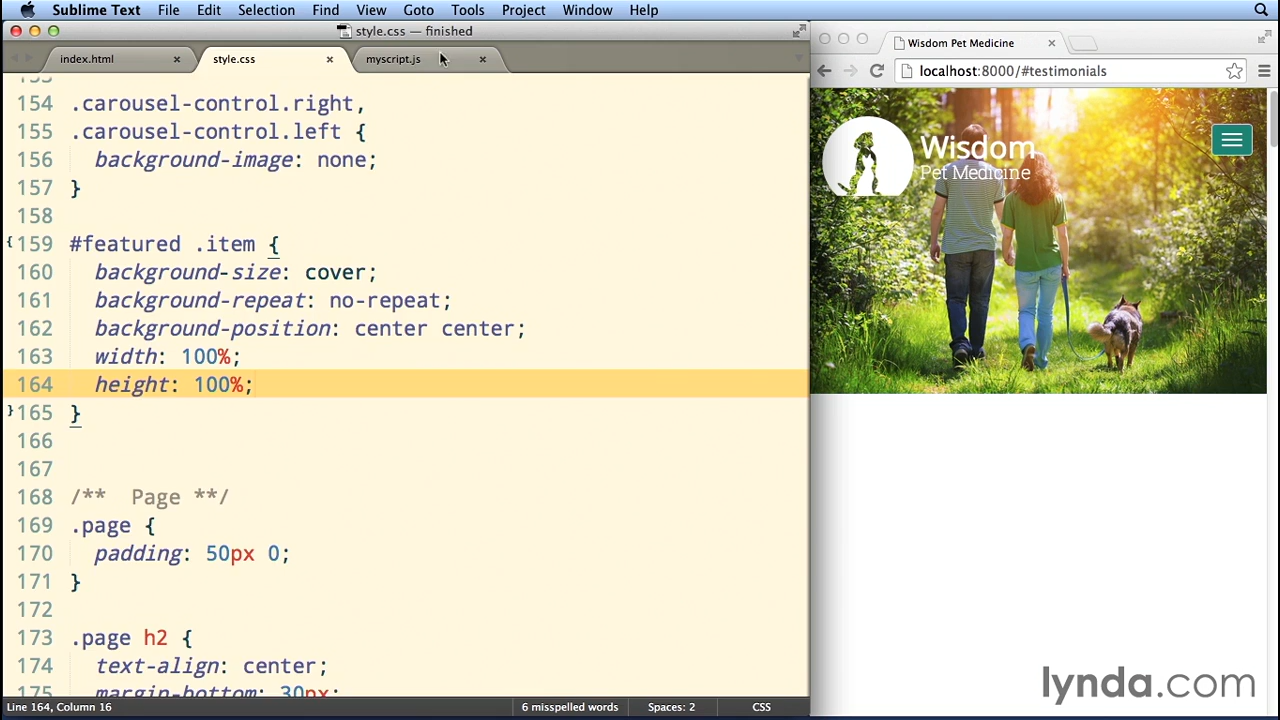 Sublime Text File Edit Selection Find View Goto Tools Project Window Help
style.css — finished
index.html style.css myscript.js
154 .carousel-control.right,
155 .carousel-control.left {
156 background-image: none;
157 }
158
159 #featured .item {
160 background-size: cover;
161 background-repeat: no-repeat;
162 background-position: center center;
163 width: 100%;
164 height: 100%;
165 }
166
167
168 /** Page **/
169 .page {
170 padding: 50px 0;
171 }
172
173 .page h2 {
174 text-align: center;
175 margin-bottom: 30px;
Line 164, Column 16 6 misspelled words Spaces: 2 CSS
Wisdom Pet Medicine
localhost:8000/#testimonials
Wisdom
Pet Medicine
lynda.com